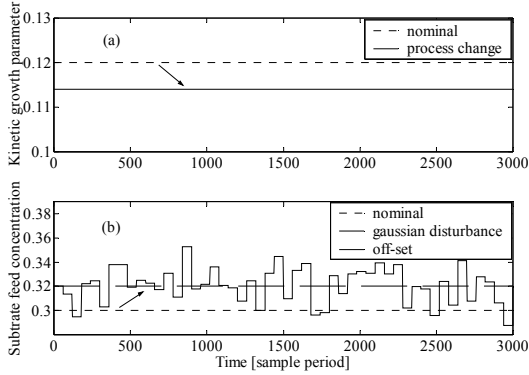 Kinetic growth parameter
0.13
0.12
0.11
0.1
(a)
nominal
process change
0 500 1000 1500 2000 2500 3000
Subtrate feed concentration
0.38
0.36
0.34
0.32
0.3
(b)
nominal
gaussian disturbance
off-set
0 500 1000 1500 2000 2500 3000
Time [sample period]